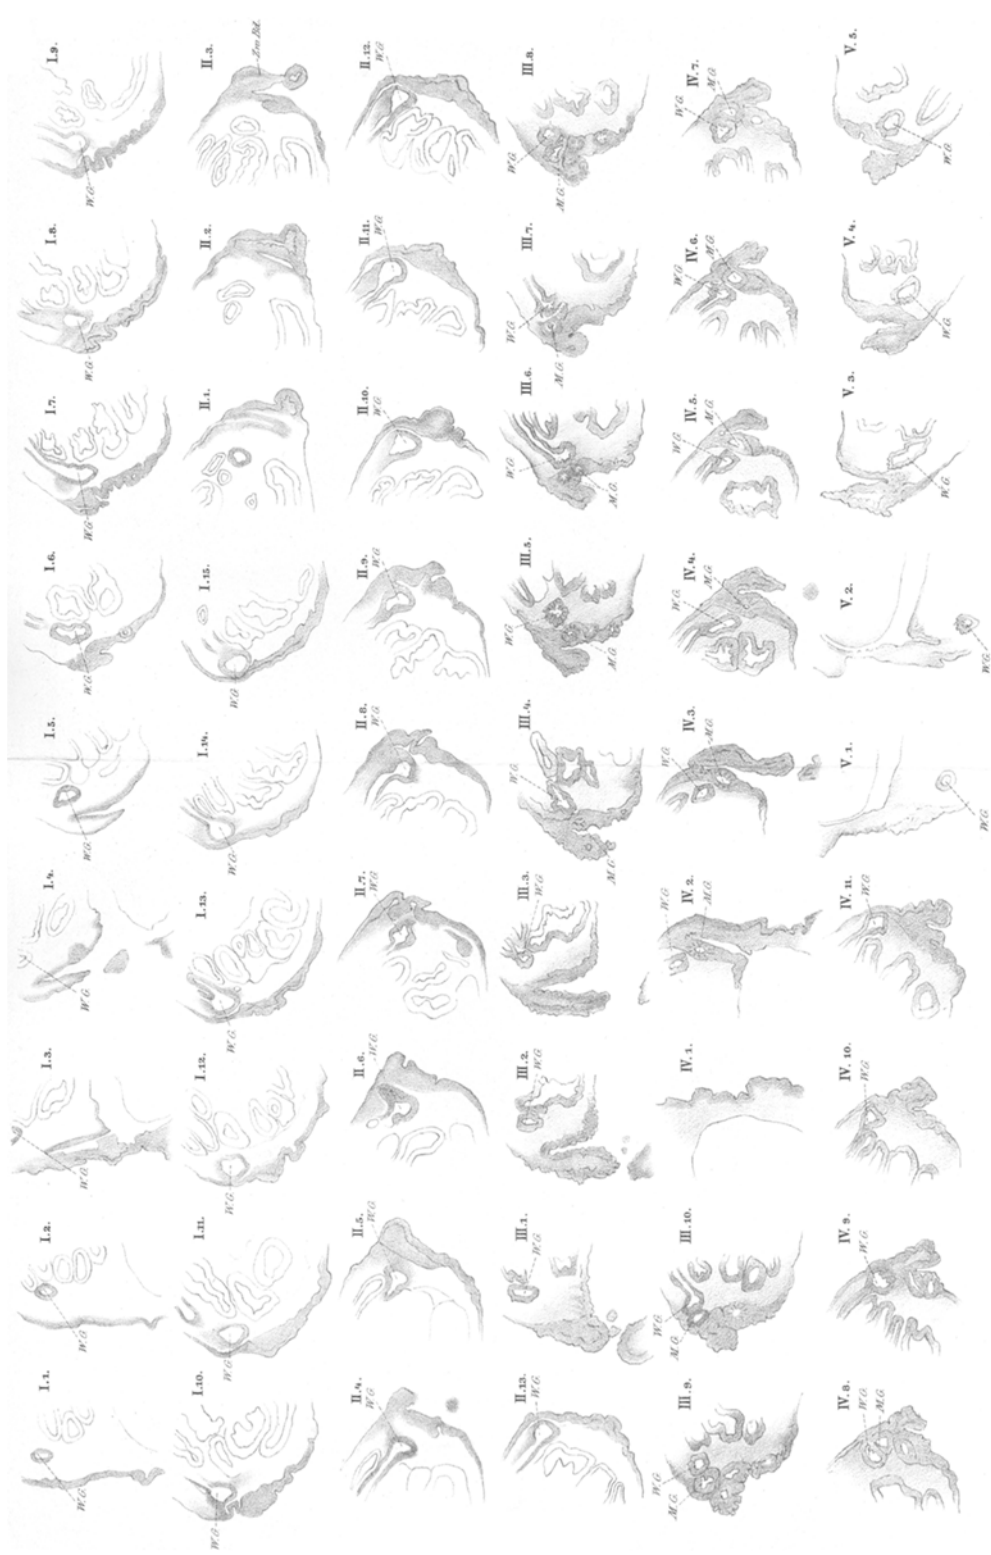 I.1.
W.G.
I.2.
W.G.
I.3.
W.G.
I.4.
W.G.
I.5.
W.G.
I.6.
W.G.
I.7.
W.G.
I.8.
W.G.
I.9.
W.G.
I.10.
W.G.
I.11.
W.G.
I.12.
W.G.
I.13.
W.G.
I.14.
W.G.
I.15.
W.G.
II.1.
II.2.
II.3.
II.4.
W.G.
II.5.
W.G.
II.6.
W.G.
II.7.
W.G.
II.8.
W.G.
II.9.
W.G.
II.10.
W.G.
II.11.
W.G.
II.12.
W.G.
II.13.
W.G.
III.1.
W.G.
III.2.
W.G.
III.3.
W.G.
III.4.
W.G.
M.G.
III.5.
W.G.
M.G.
III.6.
W.G.
M.G.
III.7.
W.G.
M.G.
III.8.
W.G.
M.G.
III.9.
W.G.
M.G.
III.10.
W.G.
M.G.
IV.1.
IV.2.
W.G.
M.G.
IV.3.
W.G.
M.G.
IV.4.
W.G.
M.G.
IV.5.
W.G.
M.G.
IV.6.
W.G.
M.G.
IV.7.
W.G.
M.G.
IV.8.
W.G.
M.G.
IV.9.
W.G.
IV.10.
W.G.
IV.11.
W.G.
V.1.
W.G.
V.2.
W.G.
V.3.
W.G.
V.4.
W.G.
V.5.
W.G.